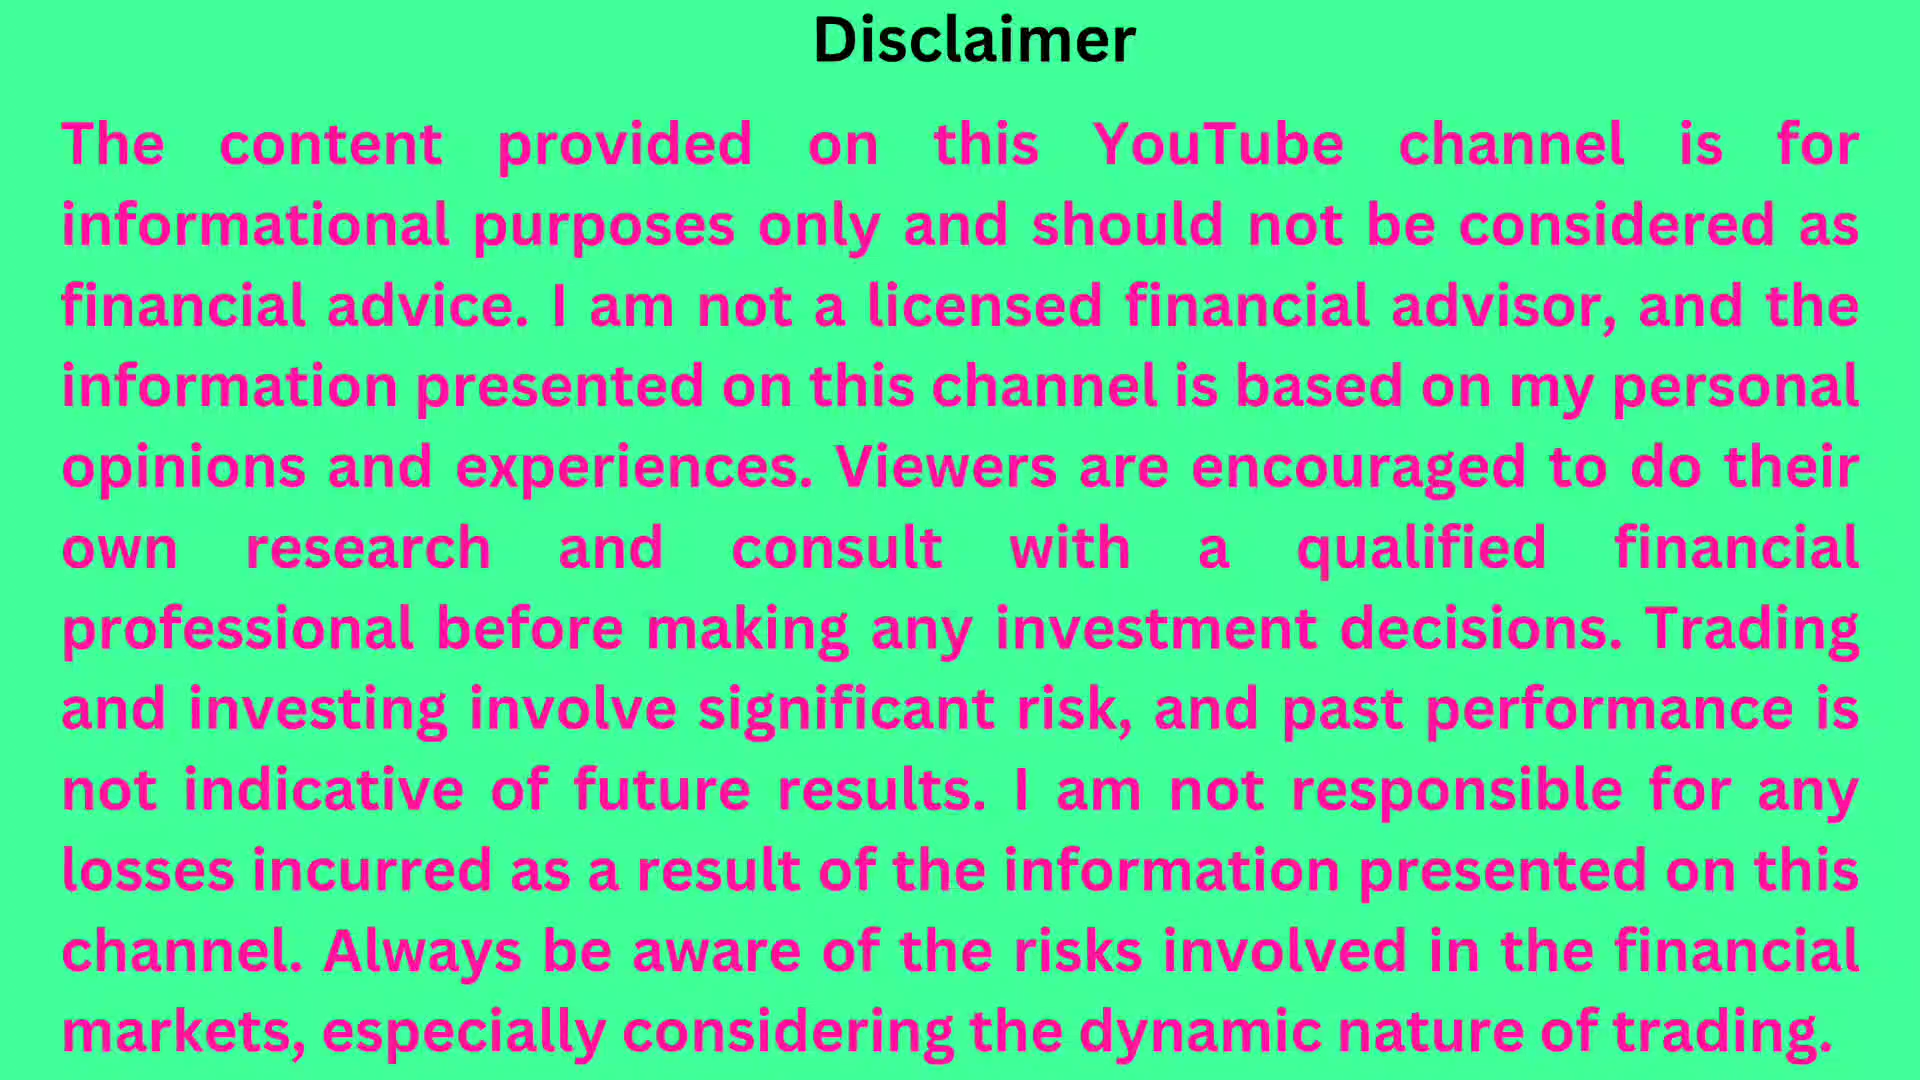 Disclaimer
The content provided on this YouTube channel is for
informational purposes only and should not be considered as
financial advice. I am not a licensed financial advisor, and the
information presented on this channel is based on my personal
opinions and experiences. Viewers are encouraged to do their
own research and consult with a qualified financial
professional before making any investment decisions. Trading
and investing involve significant risk, and past performance is
not indicative of future results. I am not responsible for any
losses incurred as a result of the information presented on this
channel. Always be aware of the risks involved in the financial
markets, especially considering the dynamic nature of trading.